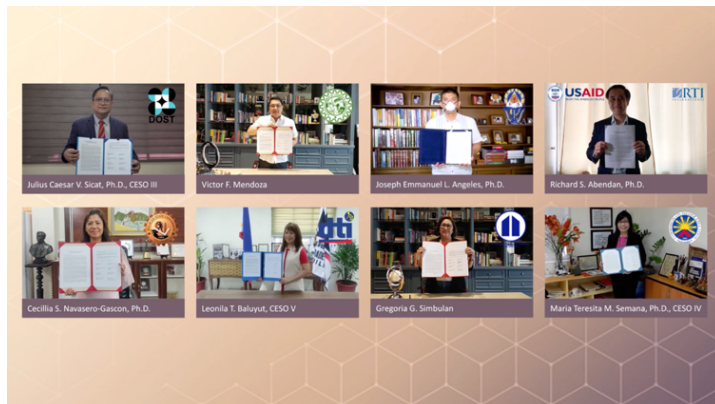 DOST
Julius Caesar V. Sicat, Ph.D., CESO III
Victor F. Mendoza
Joseph Emmanuel L. Angeles, Ph.D.
USAID
RTI
Richard S. Abendan, Ph.D.
Cecillia S. Navasero-Gascon, Ph.D.
dti
Leonila T. Baluyut, CESO V
Gregoria G. Simbulan
Maria Teresita M. Semana, Ph.D., CESO IV